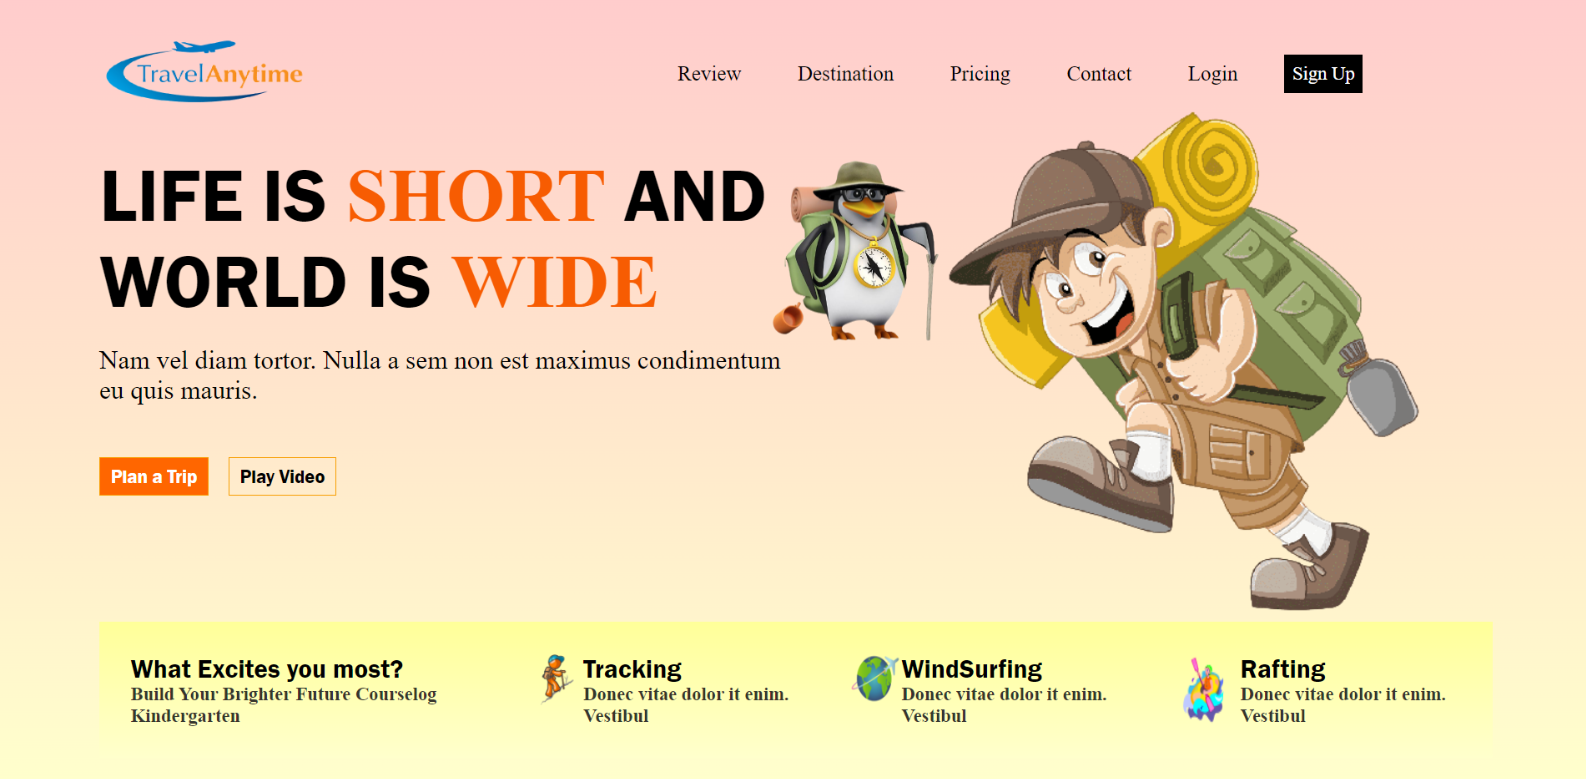 TravelAnytime
Review Destination Pricing Contact Login Sign Up
LIFE IS SHORT AND
WORLD IS WIDE
Nam vel diam tortor. Nulla a sem non est maximus condimentum
eu quis mauris.
Plan a Trip Play Video
What Excites you most?
Build Your Brighter Future Courselog
Kindergarten
Tracking
Donec vitae dolor it enim.
Vestibul
WindSurfing
Donec vitae dolor it enim.
Vestibul
Rafting
Donec vitae dolor it enim.
Vestibul